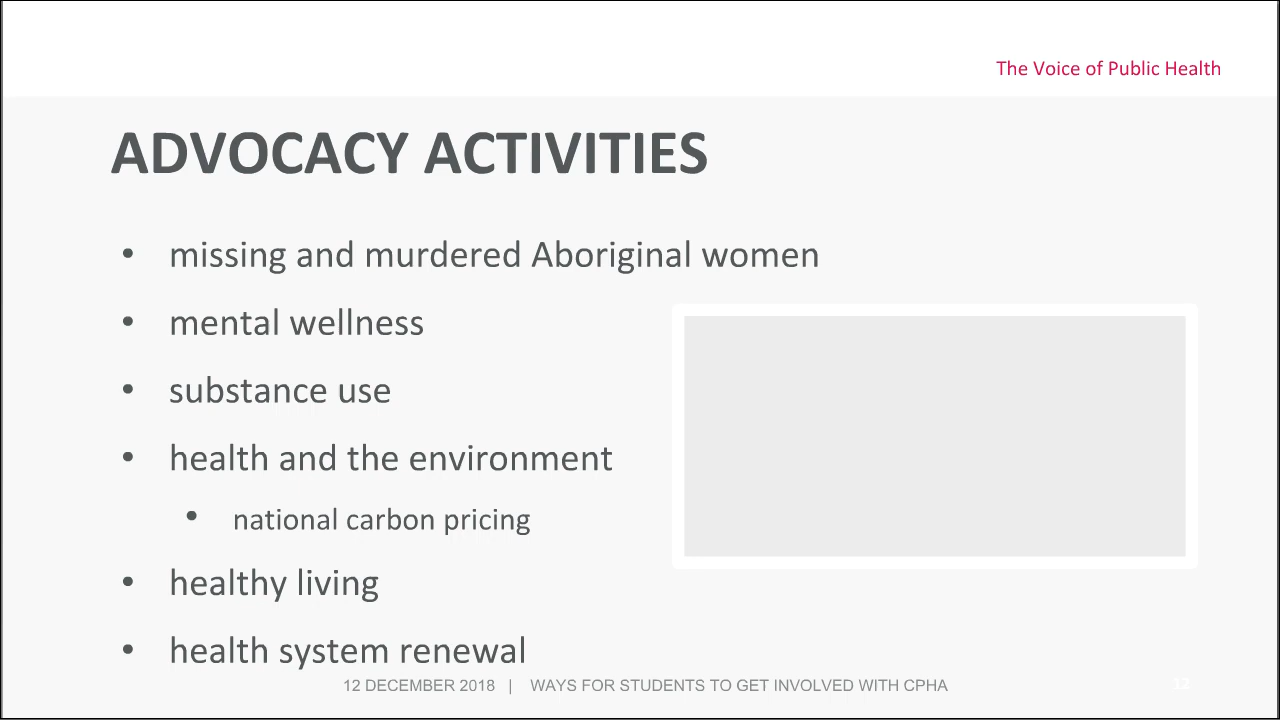 The Voice of Public Health
ADVOCACY ACTIVITIES
• missing and murdered Aboriginal women
• mental wellness
• substance use
• health and the environment
• national carbon pricing
• healthy living
• health system renewal
12 DECEMBER 2018 | WAYS FOR STUDENTS TO GET INVOLVED WITH CPHA
12